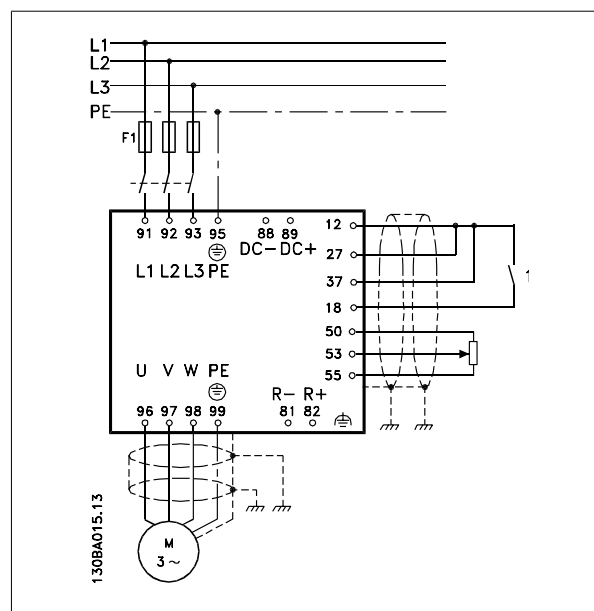 L1
L2
L3
PE
F1
91 92 93 95 88 89 12
DC- DC+
L1 L2 L3 PE
27
37
18
1
50
53
55
U V W PE
R- R+
96 97 98 99 81 82
M
3 ~
130BA015.13